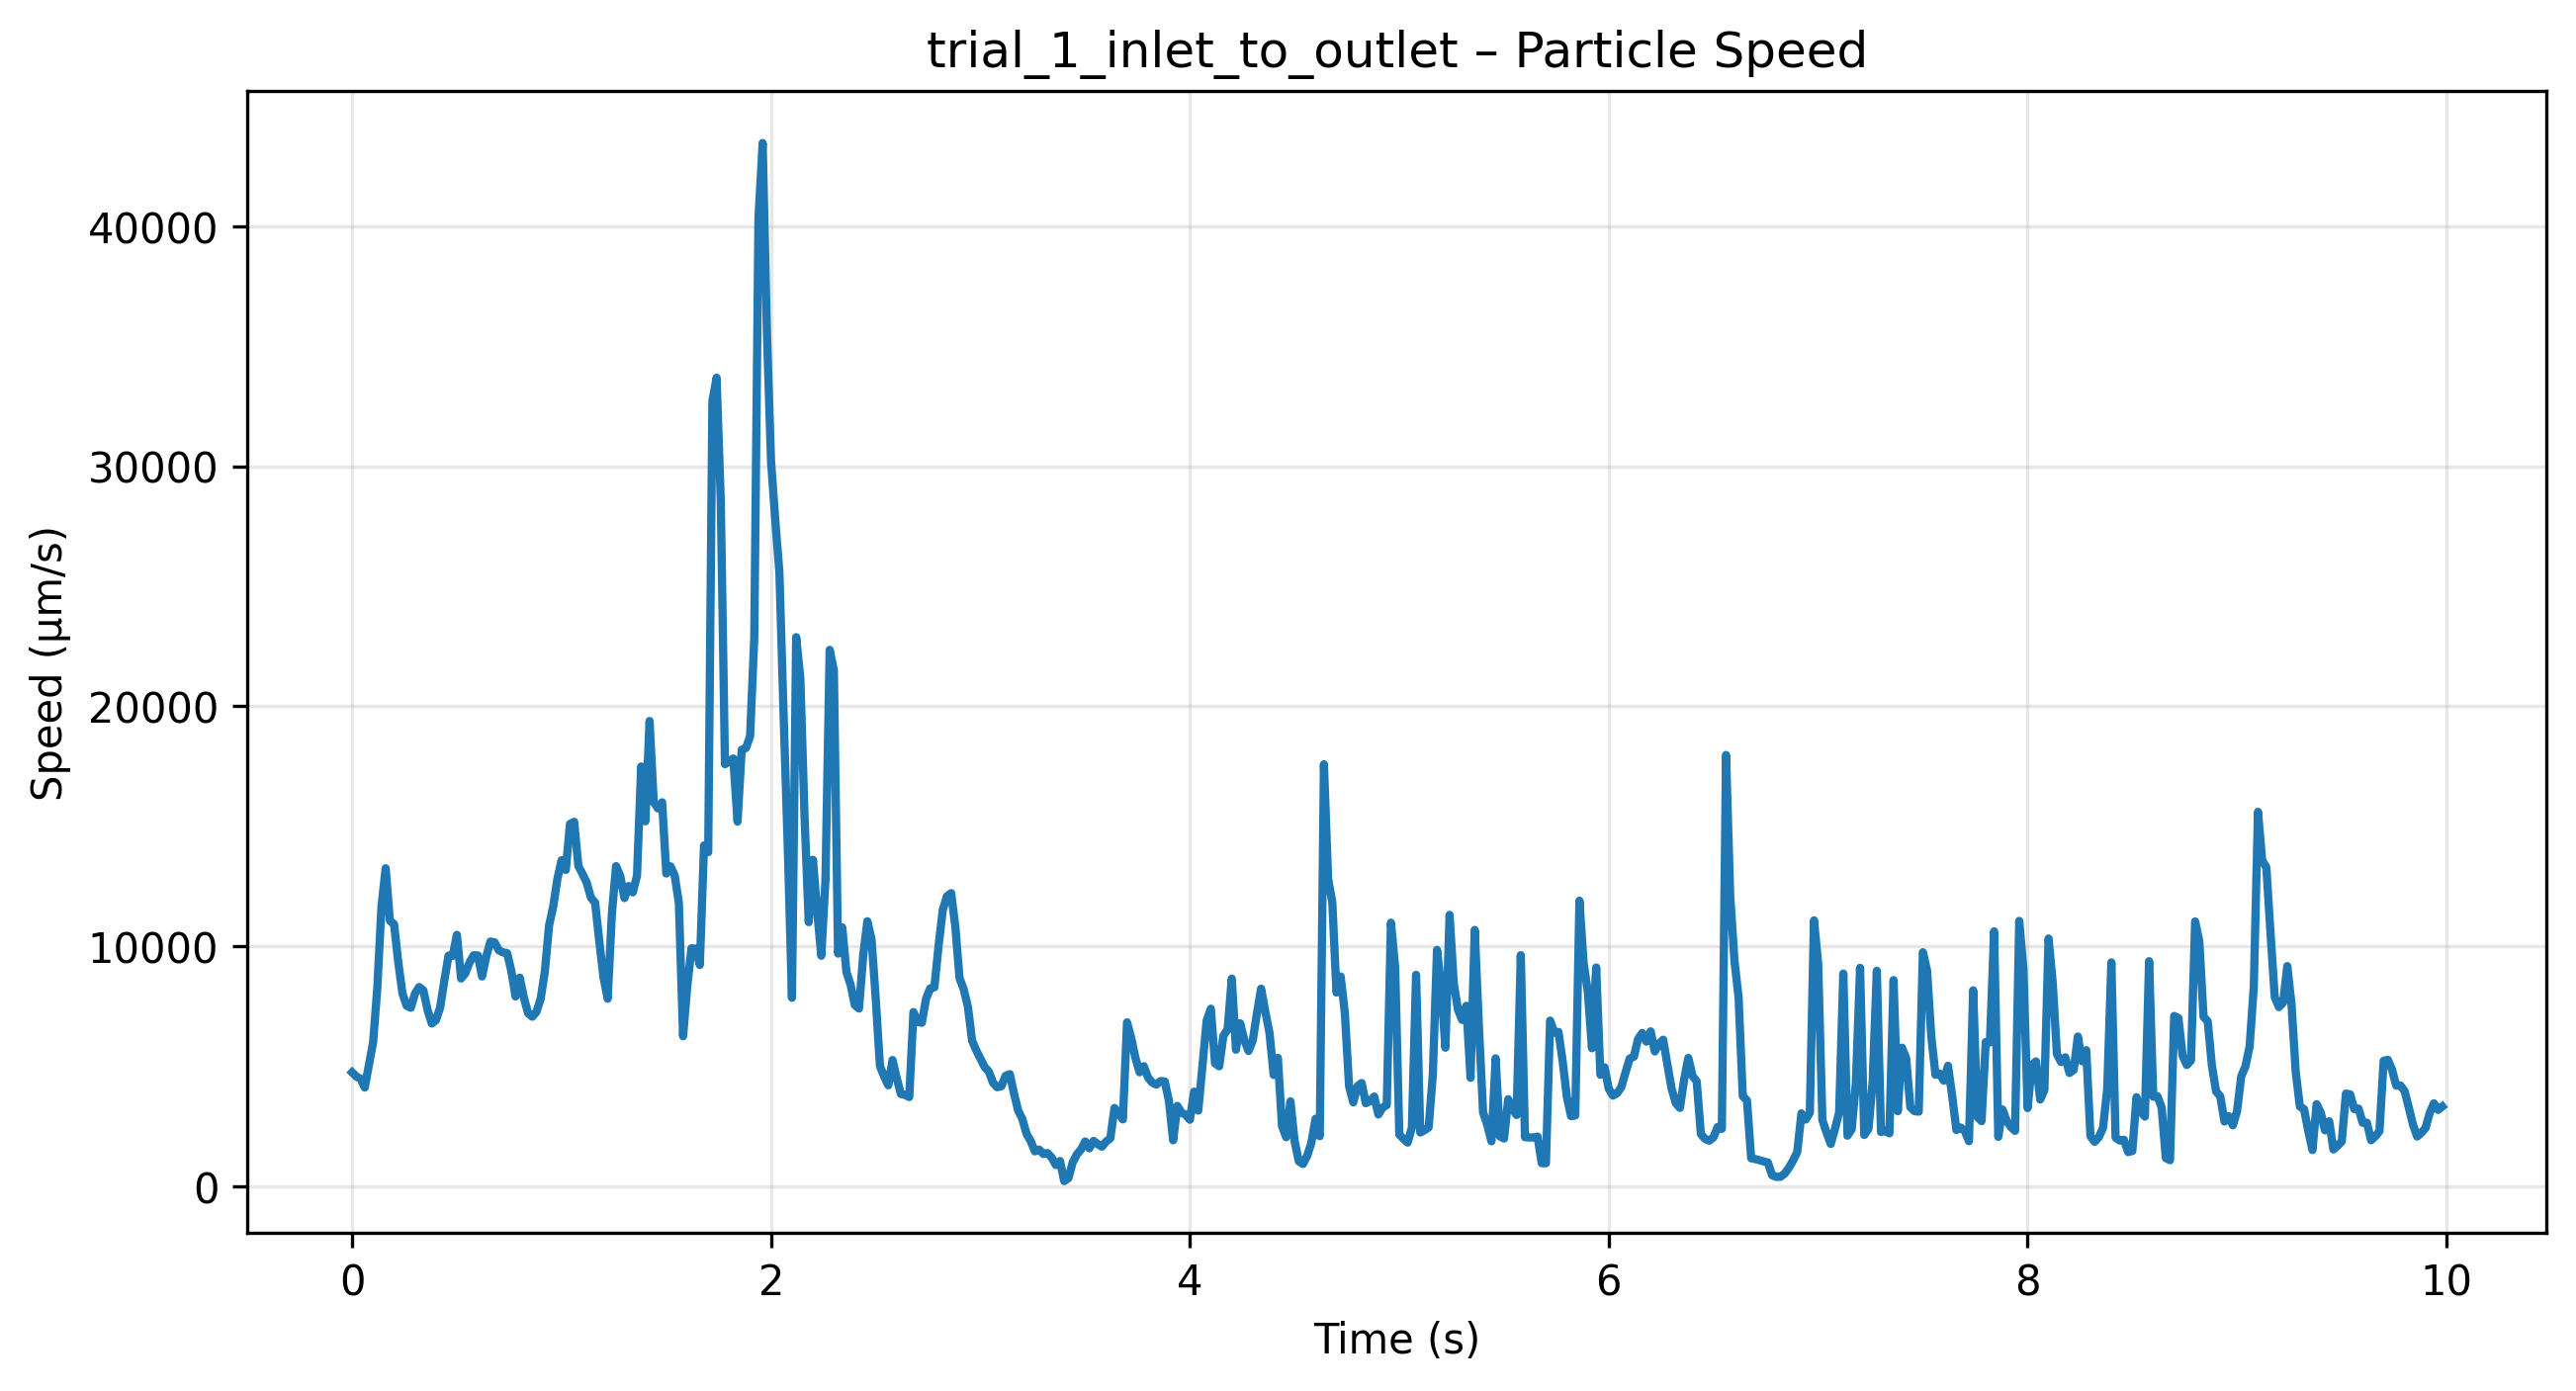 trial_1_inlet_to_outlet – Particle Speed
Speed (µm/s)
40000
30000
20000
10000
0
0 2 4 6 8 10
Time (s)